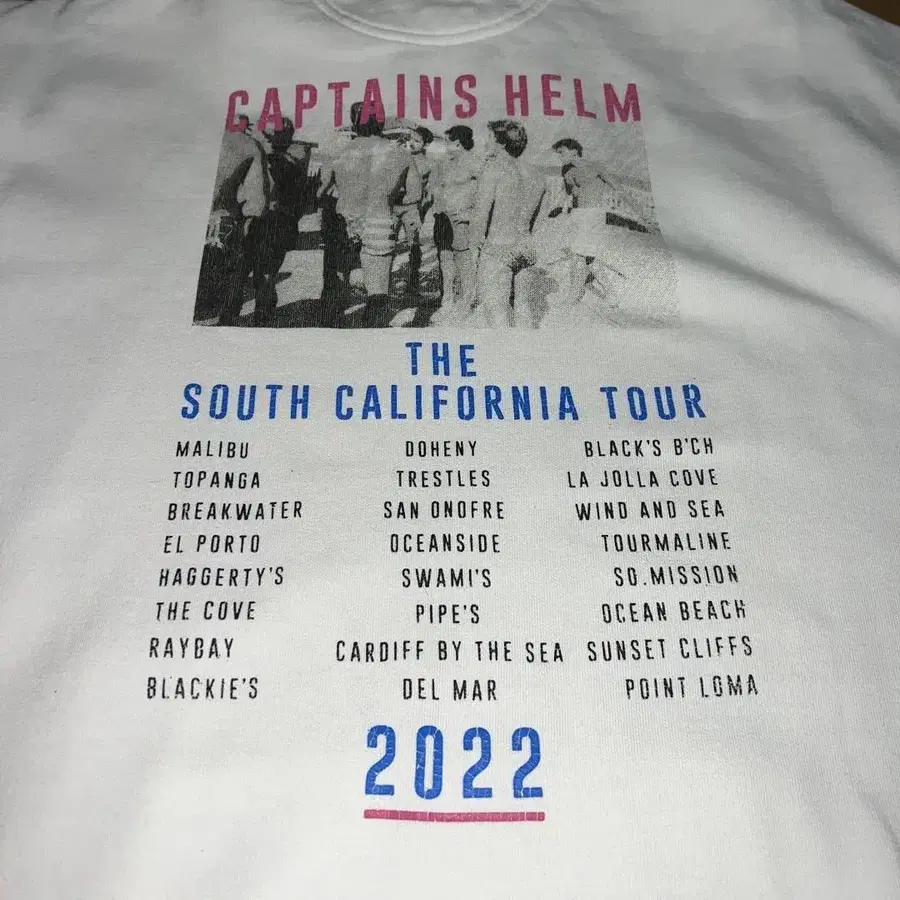 CAPTAINS HELM
THE
SOUTH CALIFORNIA TOUR
MALIBU
TOPANGA
BREAKWATER
EL PORTO
HAGGERTY'S
THE COVE
RAYBAY
BLACKIE'S
DOHENY
TRESTLES
SAN ONOFRE
OCEANSIDE
SWAMI'S
PIPE'S
CARDIFF BY THE SEA
DEL MAR
BLACK'S B'CH
LA JOLLA COVE
WIND AND SEA
TOURMALINE
SO.MISSION
OCEAN BEACH
SUNSET CLIFFS
POINT LOMA
2022